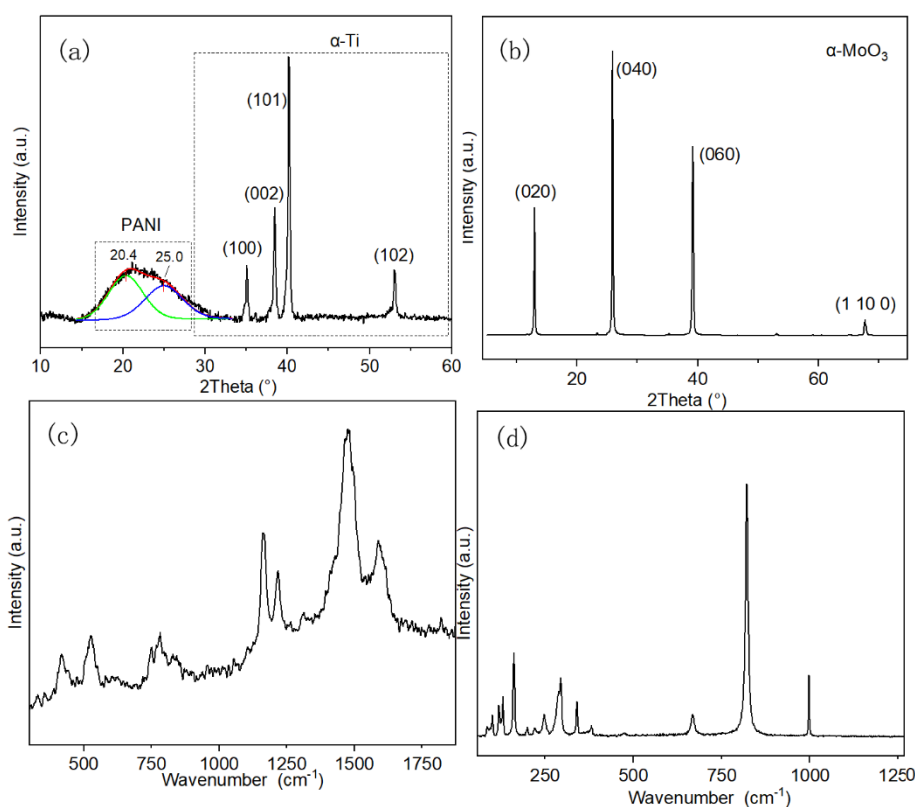 (a)
α-Ti
(101)
(002)
(100)
(102)
PANI
20.4
25.0
Intensity (a.u.)
10 20 30 40 50 60
2Theta (°)
(b)
α-MoO₃
(040)
(060)
(020)
(1 10 0)
Intensity (a.u.)
20 40 60
2Theta (°)
(c)
Intensity (a.u.)
500 750 1000 1250 1500 1750
Wavenumber (cm⁻¹)
(d)
Intensity (a.u.)
250 500 750 1000 1250
Wavenumber (cm⁻¹)